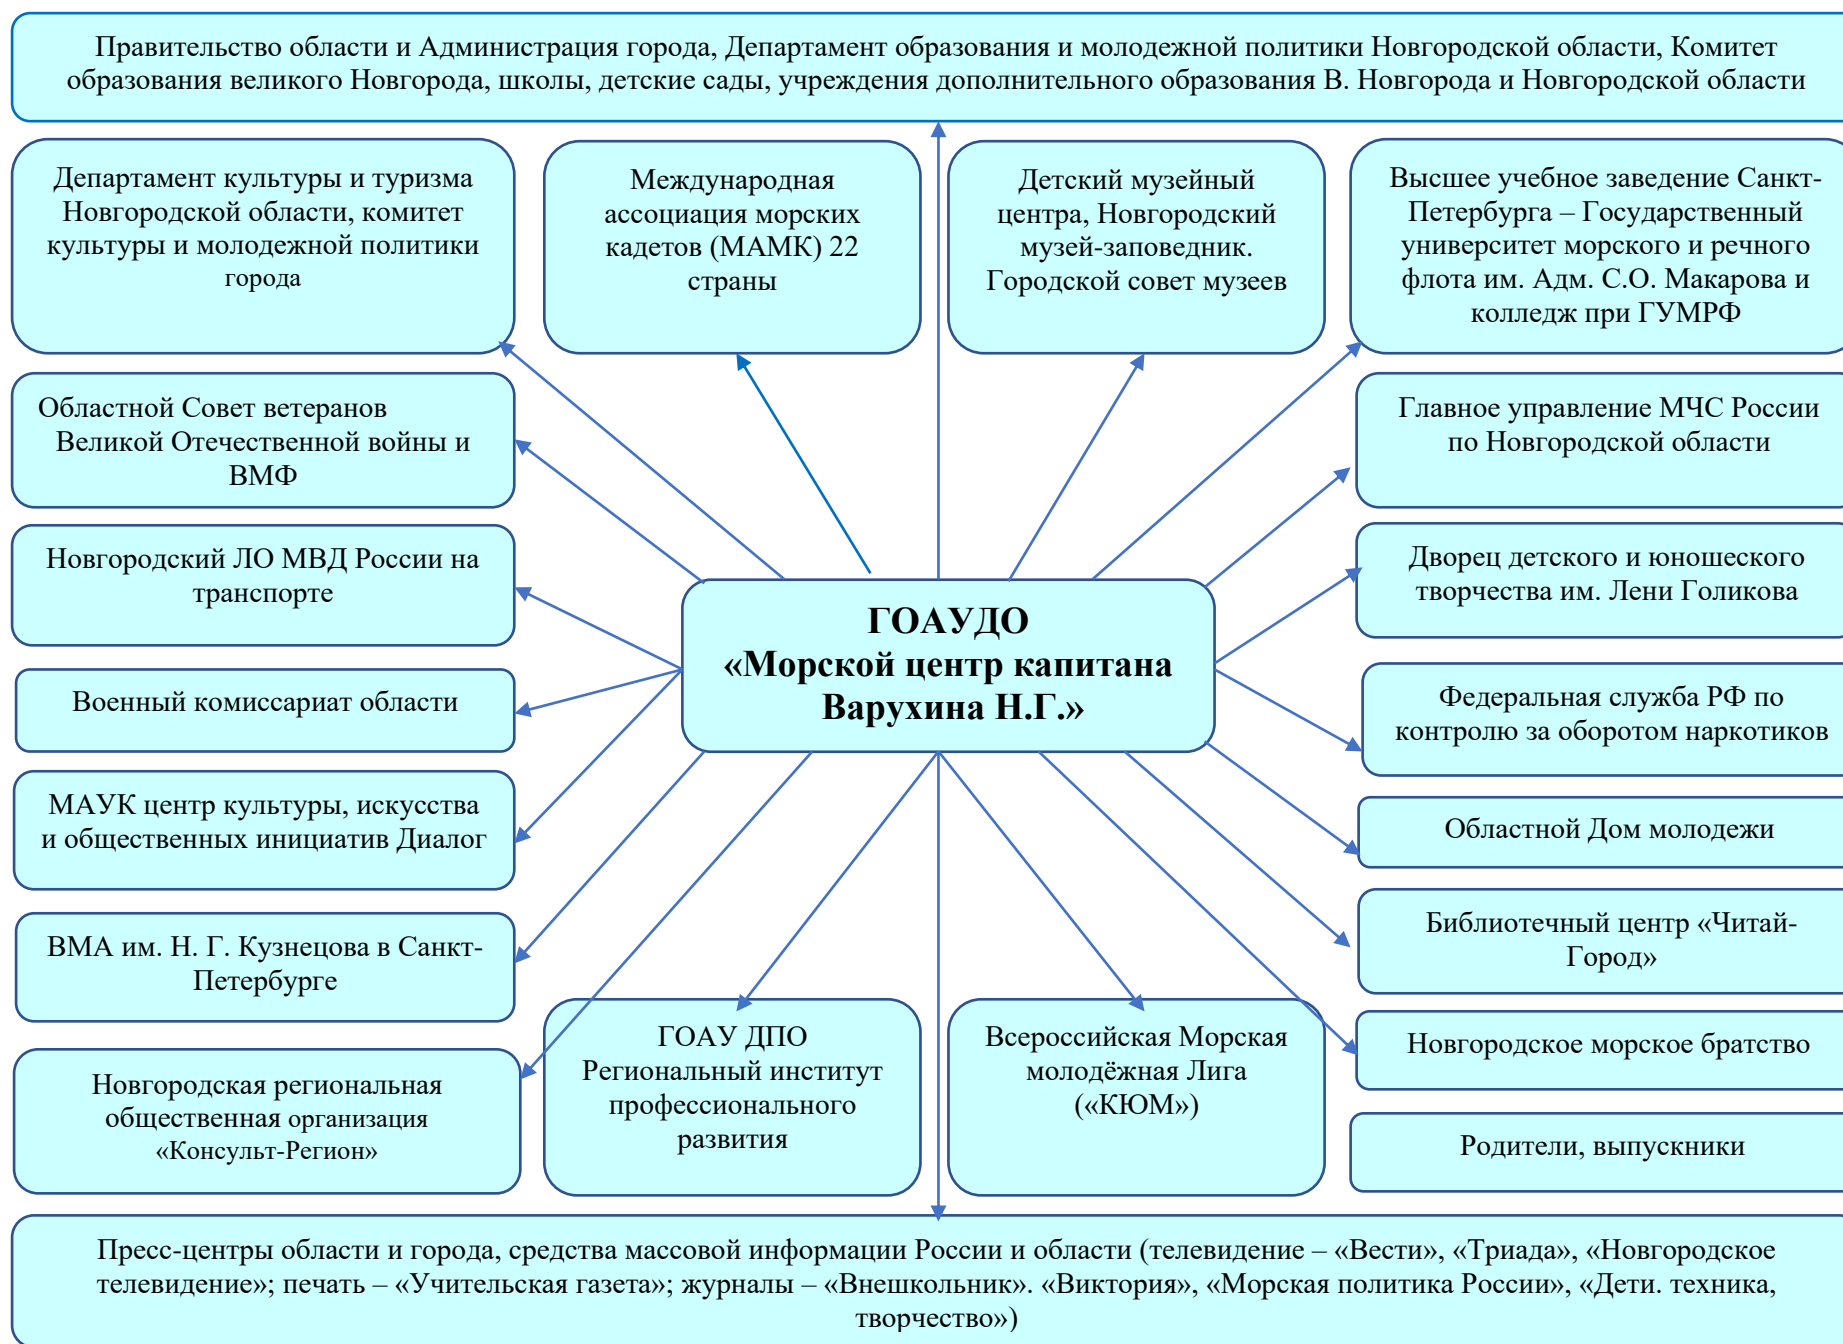 Правительство области и Администрация города, Департамент образования и молодежной политики Новгородской области, Комитет
образования великого Новгорода, школы, детские сады, учреждения дополнительного образования В. Новгорода и Новгородской области
Департамент культуры и туризма
Новгородской области, комитет
культуры и молодежной политики
города
Международная
ассоциация морских
кадетов (МАМК) 22
страны
Детский музейный
центра, Новгородский
музей-заповедник.
Городской совет музеев
Высшее учебное заведение Санкт-
Петербурга – Государственный
университет морского и речного
флота им. Адм. С.О. Макарова и
колледж при ГУМРФ
Областной Совет ветеранов
Великой Отечественной войны и
ВМФ
Главное управление МЧС России
по Новгородской области
Новгородский ЛО МВД России на
транспорте
Дворец детского и юношеского
творчества им. Лени Голикова
ГОАУДО
«Морской центр капитана
Варухина Н.Г.»
Военный комиссариат области
Федеральная служба РФ по
контролю за оборотом наркотиков
МАУК центр культуры, искусства
и общественных инициатив Диалог
Областной Дом молодежи
ВМА им. Н. Г. Кузнецова в Санкт-
Петербурге
Библиотечный центр «Читай-
Город»
Новгородская региональная
общественная организация
«Консульт-Регион»
ГОАУ ДПО
Региональный институт
профессионального
развития
Всероссийская Морская
молодёжная Лига
(«КЮМ»)
Новгородское морское братство
Родители, выпускники
Пресс-центры области и города, средства массовой информации России и области (телевидение – «Вести», «Триада», «Новгородское
телевидение»; печать – «Учительская газета»; журналы – «Внешкольник». «Виктория», «Морская политика России», «Дети. техника,
творчество»)